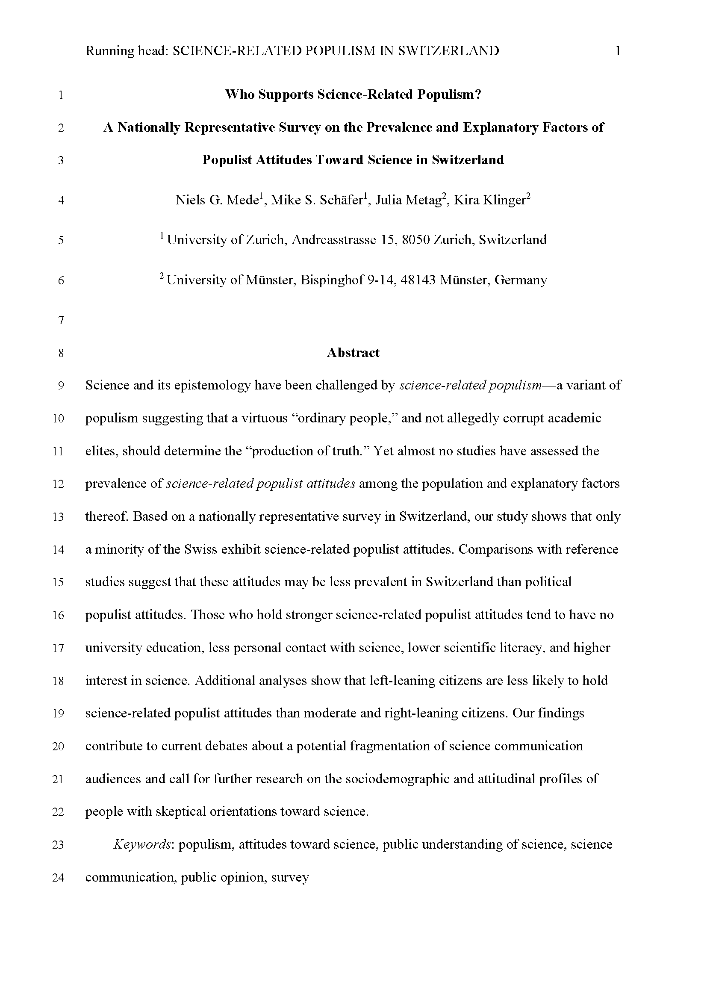 Running head: SCIENCE-RELATED POPULISM IN SWITZERLAND 1
1 Who Supports Science-Related Populism?
2 A Nationally Representative Survey on the Prevalence and Explanatory Factors of
3 Populist Attitudes Toward Science in Switzerland
4 Niels G. Mede¹, Mike S. Schäfer¹, Julia Metag², Kira Klinger²
5 ¹ University of Zurich, Andreasstrasse 15, 8050 Zurich, Switzerland
6 ² University of Münster, Bispinghof 9-14, 48143 Münster, Germany
7
8 Abstract
9 Science and its epistemology have been challenged by science-related populism—a variant of
10 populism suggesting that a virtuous “ordinary people,” and not allegedly corrupt academic
11 elites, should determine the “production of truth.” Yet almost no studies have assessed the
12 prevalence of science-related populist attitudes among the population and explanatory factors
13 thereof. Based on a nationally representative survey in Switzerland, our study shows that only
14 a minority of the Swiss exhibit science-related populist attitudes. Comparisons with reference
15 studies suggest that these attitudes may be less prevalent in Switzerland than political
16 populist attitudes. Those who hold stronger science-related populist attitudes tend to have no
17 university education, less personal contact with science, lower scientific literacy, and higher
18 interest in science. Additional analyses show that left-leaning citizens are less likely to hold
19 science-related populist attitudes than moderate and right-leaning citizens. Our findings
20 contribute to current debates about a potential fragmentation of science communication
21 audiences and call for further research on the sociodemographic and attitudinal profiles of
22 people with skeptical orientations toward science.
23 Keywords: populism, attitudes toward science, public understanding of science, science
24 communication, public opinion, survey